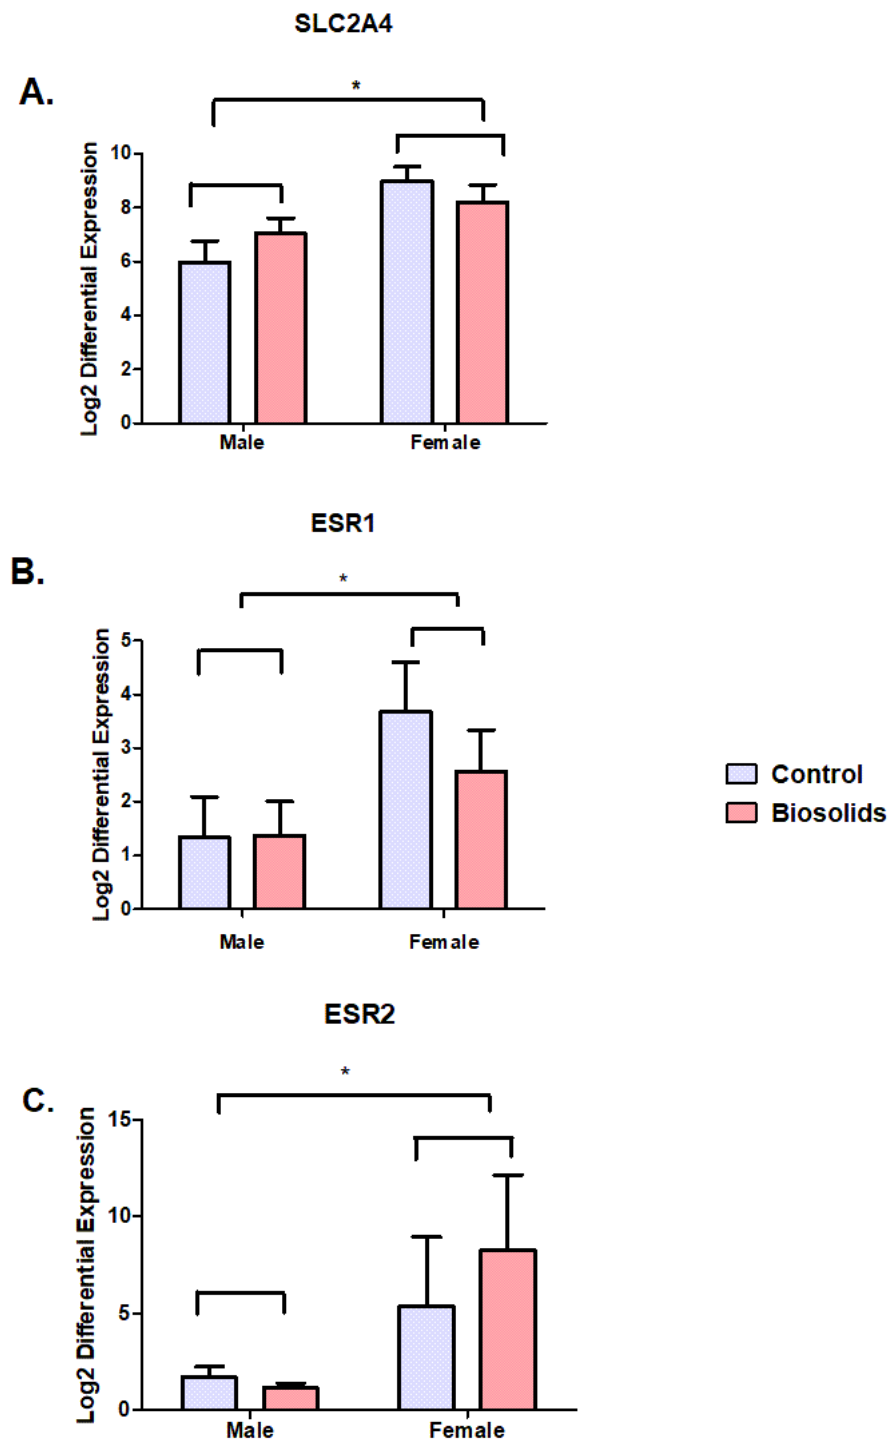 SLC2A4
A.
*
Log2 Differential Expression
10
8
6
4
2
0
Male Female
ESR1
B.
*
Log2 Differential Expression
5
4
3
2
1
0
Male Female
Control
Biosolids
ESR2
C.
*
Log2 Differential Expression
15
10
5
0
Male Female